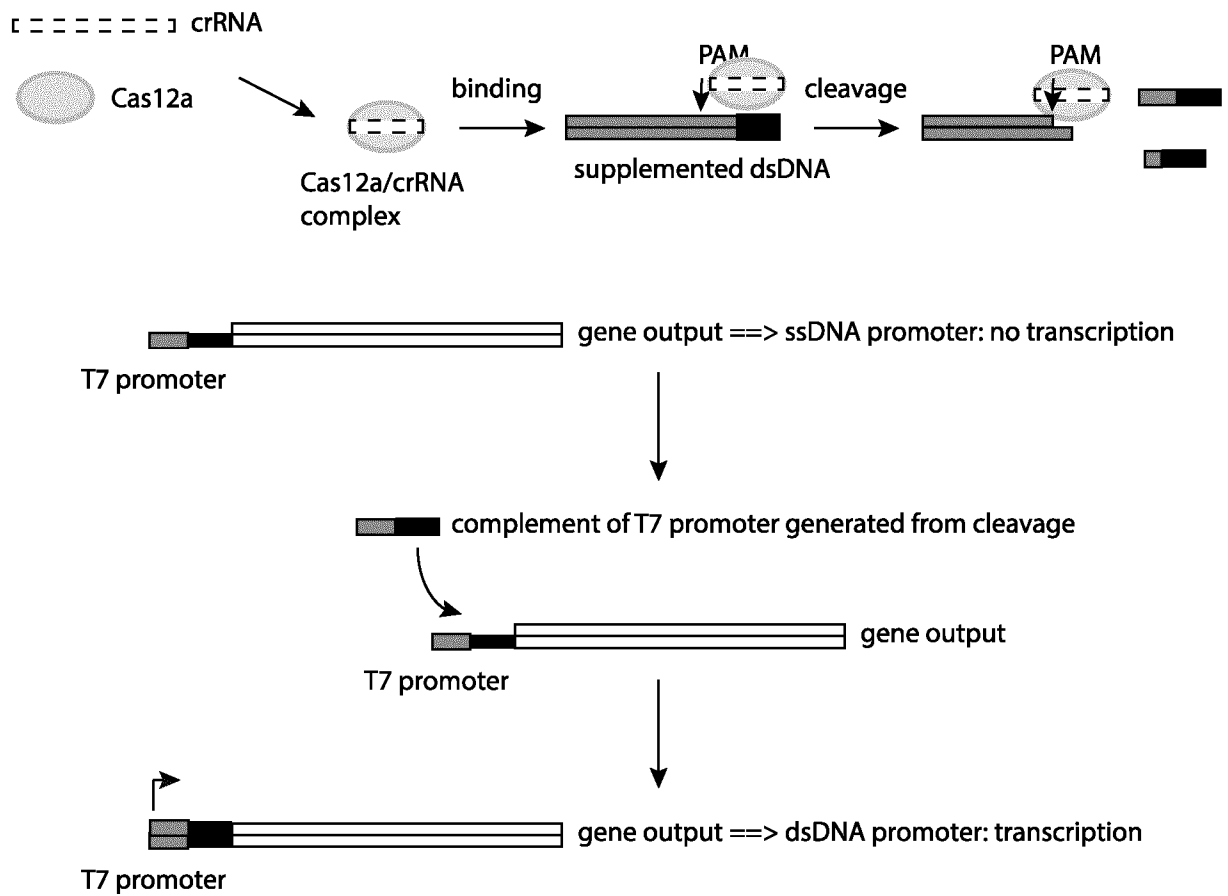 crRNA
Cas12a
Cas12a/crRNA
complex
binding
PAM
supplemented dsDNA
cleavage
PAM
gene output ==> ssDNA promoter: no transcription
T7 promoter
complement of T7 promoter generated from cleavage
gene output
T7 promoter
gene output ==> dsDNA promoter: transcription
T7 promoter